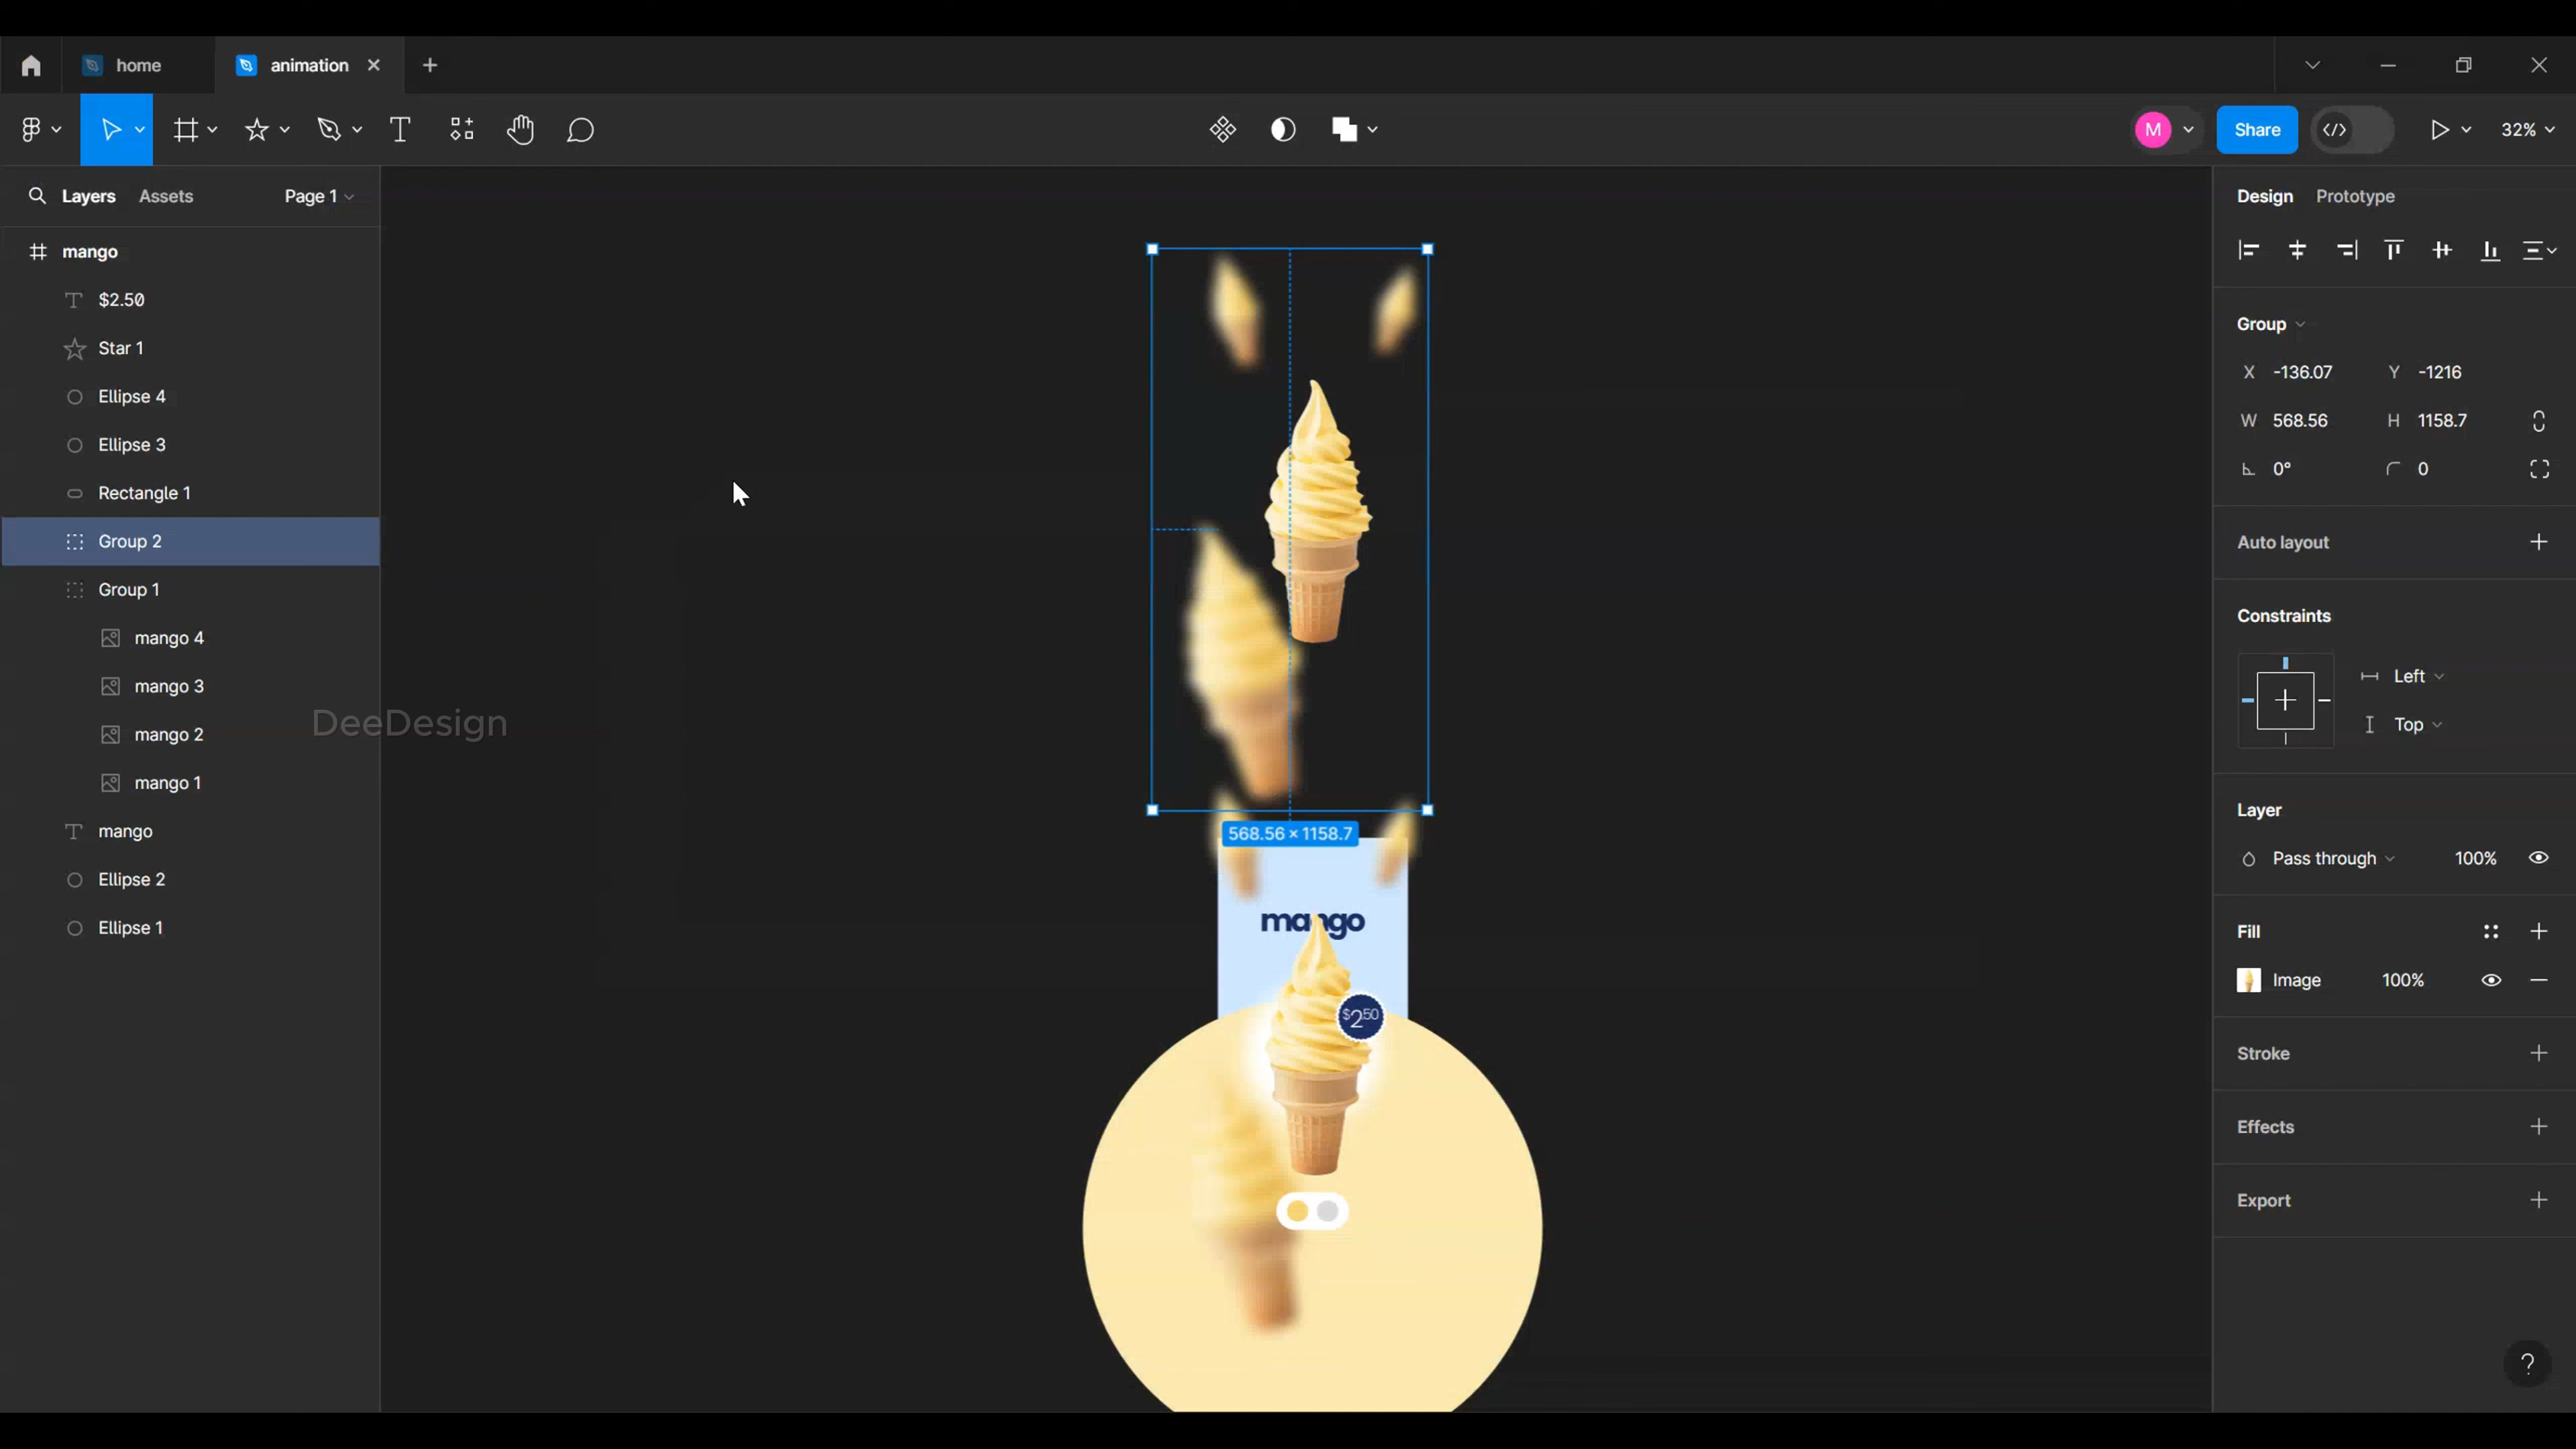 home
animation
M
Share
32%
Layers
Assets
Page 1
mango
$2.50
Star 1
Ellipse 4
Ellipse 3
Rectangle 1
Group 2
Group 1
mango 4
mango 3
mango 2
mango 1
mango
Ellipse 2
Ellipse 1
DeeDesign
568.56 × 1158.7
mango
$2 50
Design
Prototype
Group
X -136.07 Y -1216
W 568.56 H 1158.7
0° 0
Auto layout
Constraints
Left
Top
Layer
Pass through 100%
Fill
Image 100%
Stroke
Effects
Export
?